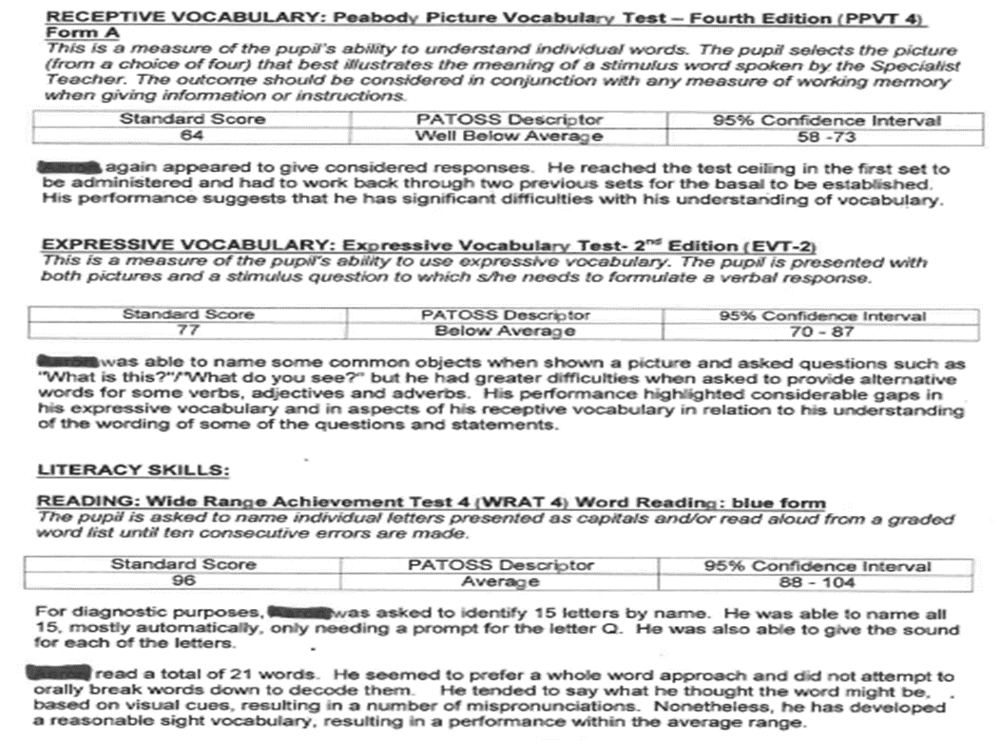 RECEPTIVE VOCABULARY: Peabody Picture Vocabulary Test – Fourth Edition (PPVT 4)
Form A
This is a measure of the pupil's ability to understand individual words. The pupil selects the picture
(from a choice of four) that best illustrates the meaning of a stimulus word spoken by the Specialist
Teacher. The outcome should be considered in conjunction with any measure of working memory
when giving information or instructions.
Standard Score PATOSS Descriptor 95% Confidence Interval
64 Well Below Average 58 -73
again appeared to give considered responses. He reached the test ceiling in the first set to
be administered and had to work back through two previous sets for the basal to be established.
His performance suggests that he has significant difficulties with his understanding of vocabulary.
EXPRESSIVE VOCABULARY: Expressive Vocabulary Test- 2nd Edition (EVT-2)
This is a measure of the pupil's ability to use expressive vocabulary. The pupil is presented with
both pictures and a stimulus question to which s/he needs to formulate a verbal response.
Standard Score PATOSS Descriptor 95% Confidence Interval
77 Below Average 70 - 87
was able to name some common objects when shown a picture and asked questions such as
"What is this?"/"What do you see?" but he had greater difficulties when asked to provide alternative
words for some verbs, adjectives and adverbs. His performance highlighted considerable gaps in
his expressive vocabulary and in aspects of his receptive vocabulary in relation to his understanding
of the wording of some of the questions and statements.
LITERACY SKILLS:
READING: Wide Range Achievement Test 4 (WRAT 4) Word Reading: blue form
The pupil is asked to name individual letters presented as capitals and/or read aloud from a graded
word list until ten consecutive errors are made.
Standard Score PATOSS Descriptor 95% Confidence Interval
96 Average 88 - 104
For diagnostic purposes, was asked to identify 15 letters by name. He was able to name all
15, mostly automatically, only needing a prompt for the letter Q. He was also able to give the sound
for each of the letters.
read a total of 21 words. He seemed to prefer a whole word approach and did not attempt to
orally break words down to decode them. He tended to say what he thought the word might be,
based on visual cues, resulting in a number of mispronunciations. Nonetheless, he has developed
a reasonable sight vocabulary, resulting in a performance within the average range.